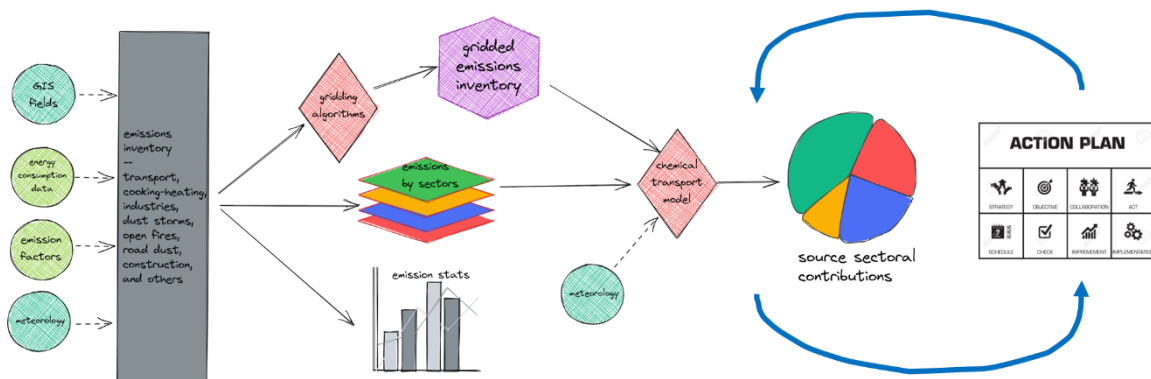 GIS
fields
energy
consumption
data
emission
factors
meteorology
emissions
inventory
--
transport,
cooking-heating,
industries,
dust storms,
open fires,
road dust,
construction,
and others
gridding
algorithms
gridded
emissions
inventory
emissions
by sectors
emission stats
chemical
transport
model
meteorology
source sectoral
contributions
ACTION PLAN
STRATEGY
OBJECTIVE
COLLABORATION
ACT
SCHEDULE
CHECK
IMPROVEMENT
IMPLEMENTATION